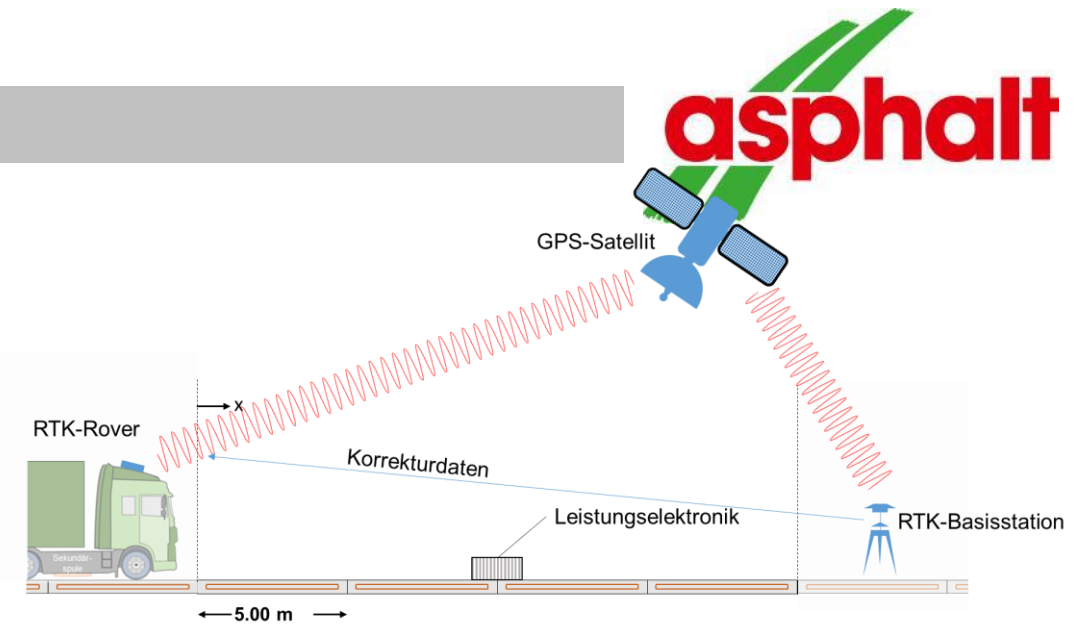 asphalt
GPS-Satellit
x
RTK-Rover
Korrekturdaten
Leistungselektronik
RTK-Basisstation
Sekundär-
spule
5.00 m